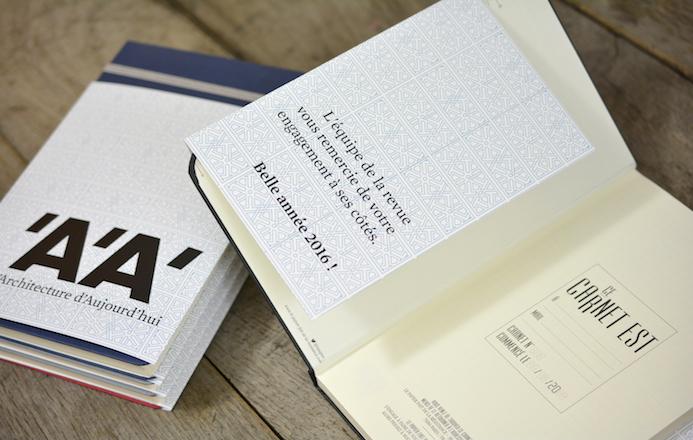 'A'A'
L'Architecture d'Aujourd'hui
L'équipe de la revue
vous remercie de votre
engagement à ses côtés.
Belle année 2016 !
CE
CARNET EST
À
MAIL
CARNET N°
COMMENCÉ LE / /20